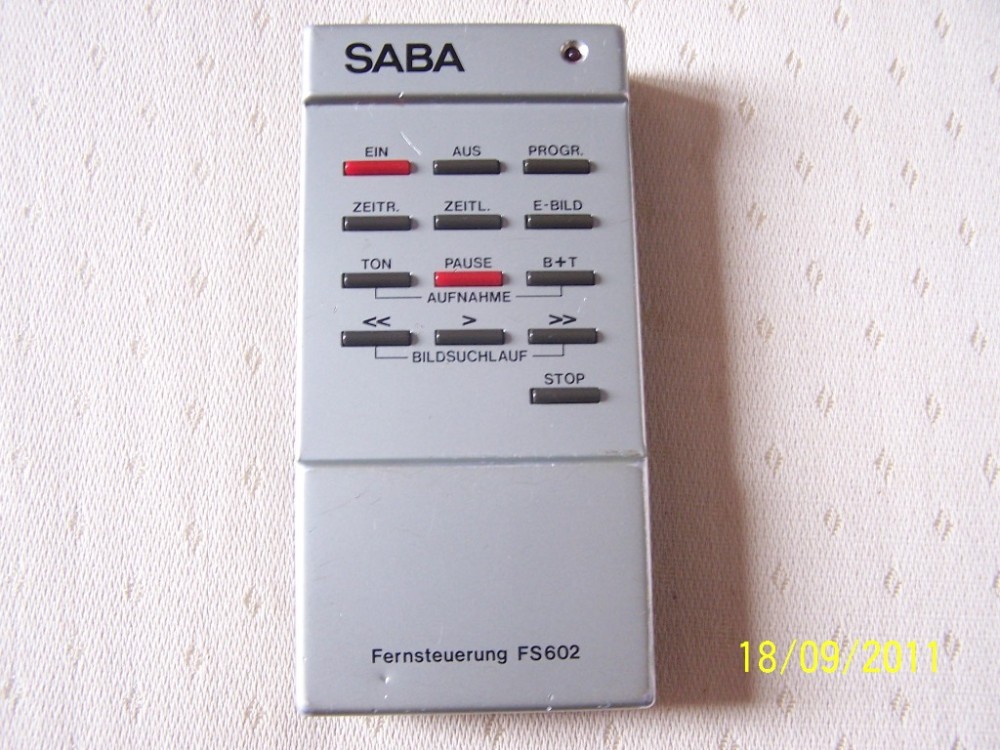 SABA
EIN AUS PROGR.
ZEITR. ZEITL. E-BILD
TON PAUSE B+T
AUFNAHME
<< > >>
BILDSUCHLAUF
STOP
Fernsteuerung FS602
18/09/2011